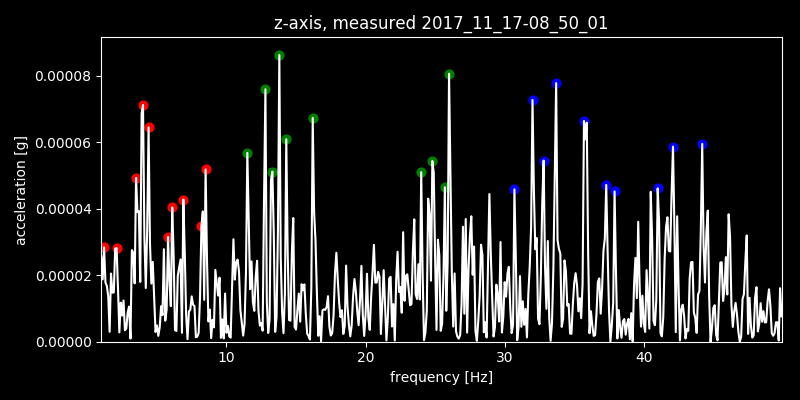 z-axis, measured 2017_11_17-08_50_01
0.00008
0.00006
0.00004
0.00002
0.00000
acceleration [g]
10 20 30 40
frequency [Hz]